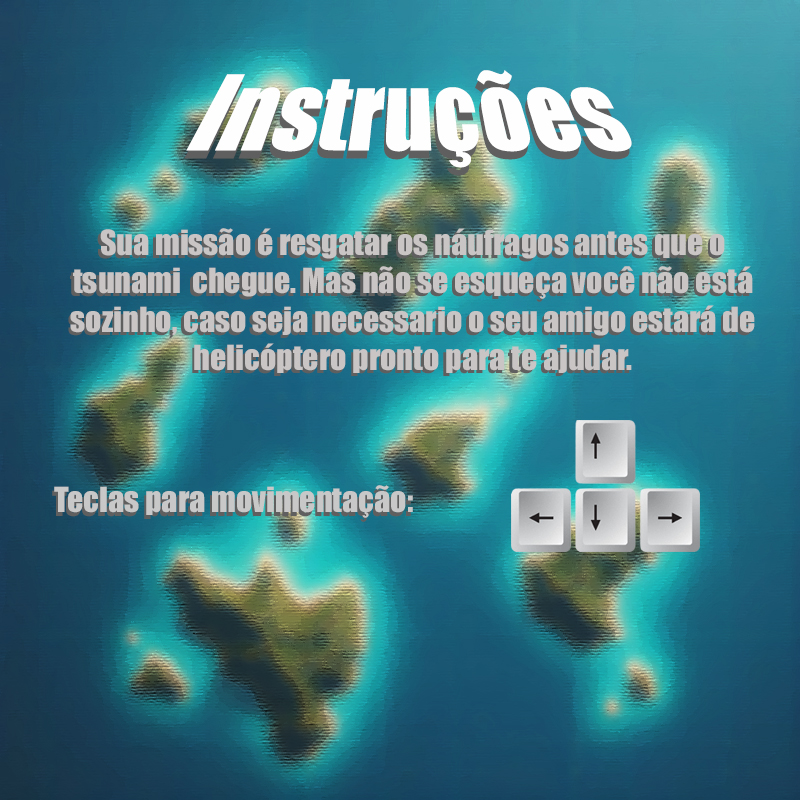 Instruções
Sua missão é resgatar os náufragos antes que o
tsunami chegue. Mas não se esqueça você não está
sozinho, caso seja necessario o seu amigo estará de
helicóptero pronto para te ajudar.
Teclas para movimentação:
↑
← ↓ →